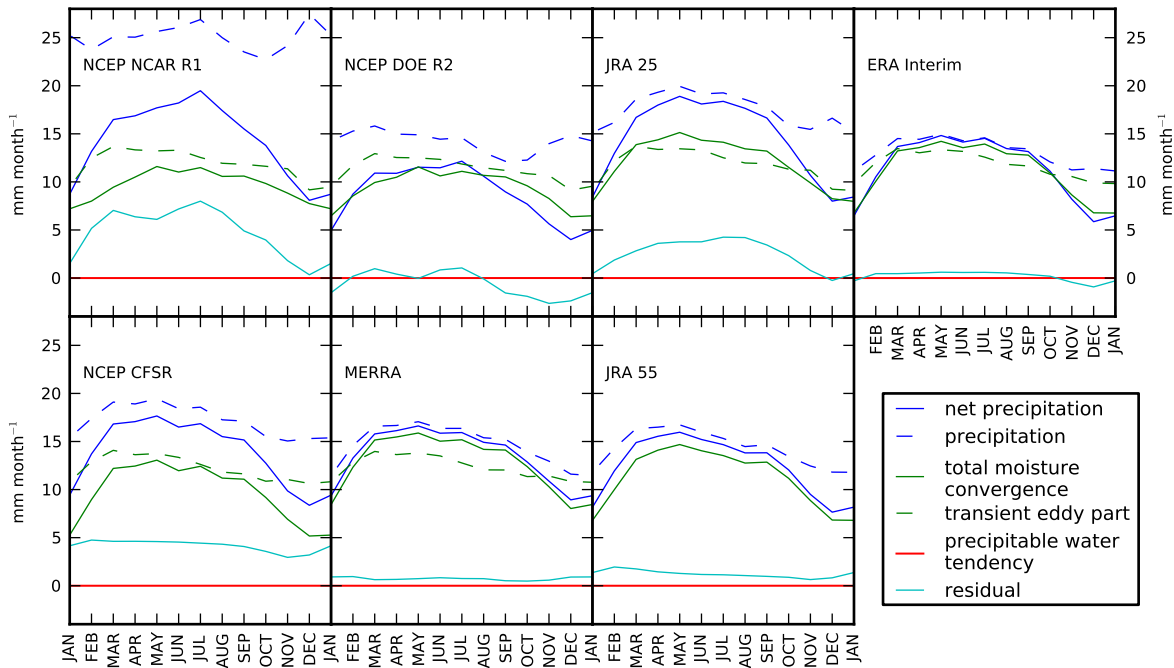 25
20
15
10
5
0
mm month⁻¹
NCEP NCAR R1
NCEP DOE R2
JRA 25
ERA Interim
25
20
15
10
5
0
mm month⁻¹
FEB
MAR
APR
MAY
JUN
JUL
AUG
SEP
OCT
NOV
DEC
JAN
25
20
15
10
5
0
mm month⁻¹
NCEP CFSR
MERRA
JRA 55
JAN
FEB
MAR
APR
MAY
JUN
JUL
AUG
SEP
OCT
NOV
DEC
JAN
FEB
MAR
APR
MAY
JUN
JUL
AUG
SEP
OCT
NOV
DEC
JAN
FEB
MAR
APR
MAY
JUN
JUL
AUG
SEP
OCT
NOV
DEC
JAN
net precipitation
precipitation
total moisture
convergence
transient eddy part
precipitable water
tendency
residual